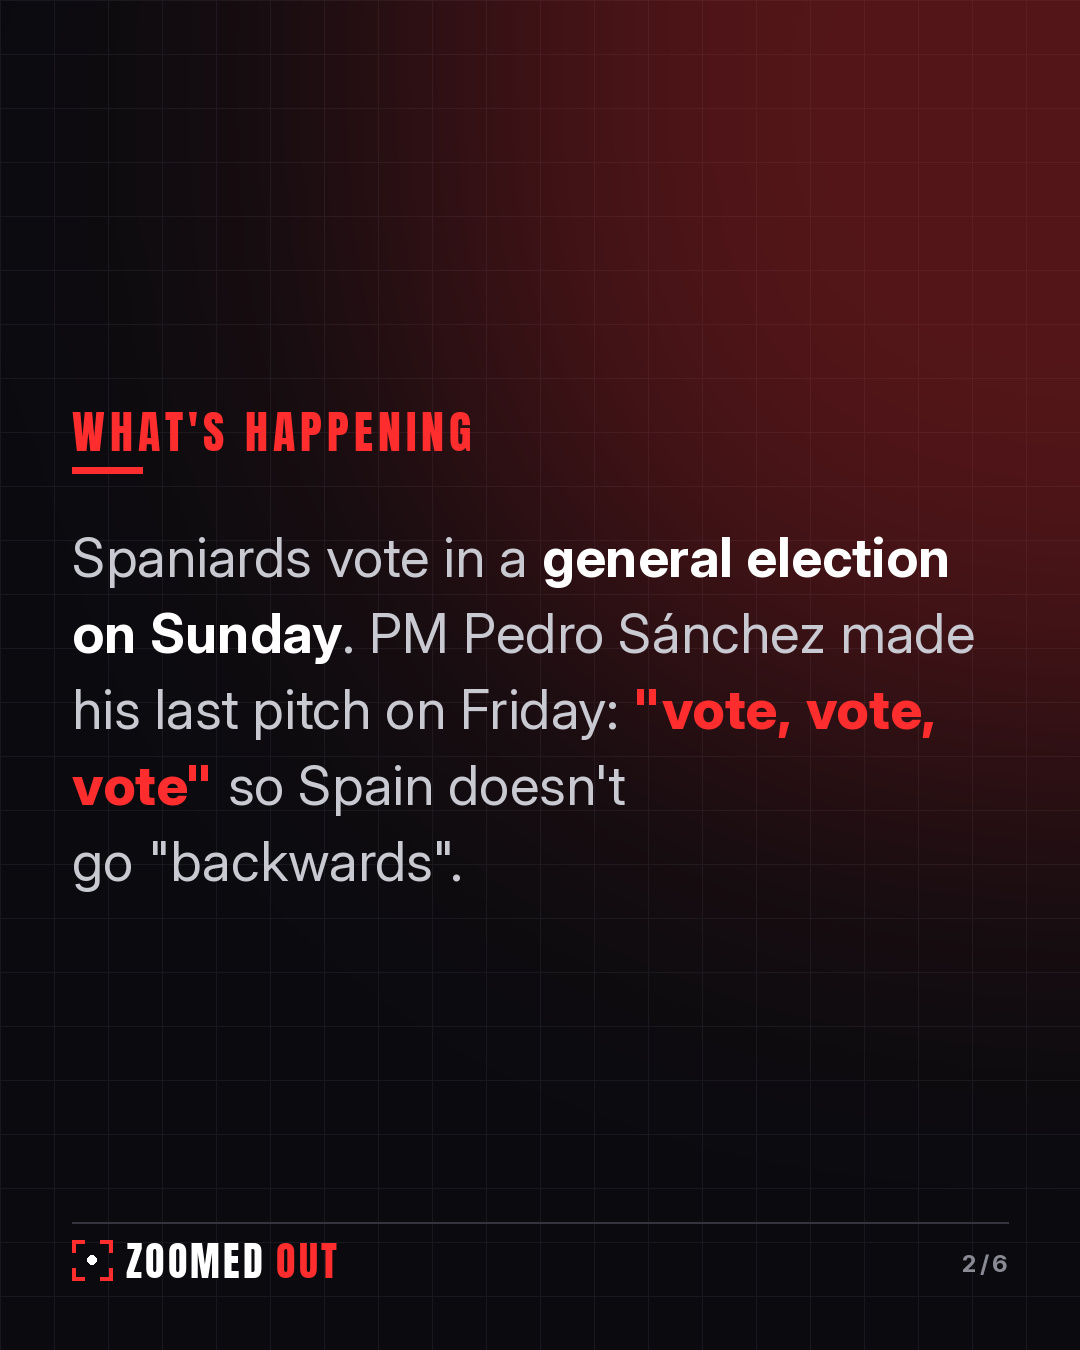 WHAT'S HAPPENING
Spaniards vote in a general election
on Sunday. PM Pedro Sánchez made
his last pitch on Friday: "vote, vote,
vote" so Spain doesn't
go "backwards".
ZOOMED OUT
2/6